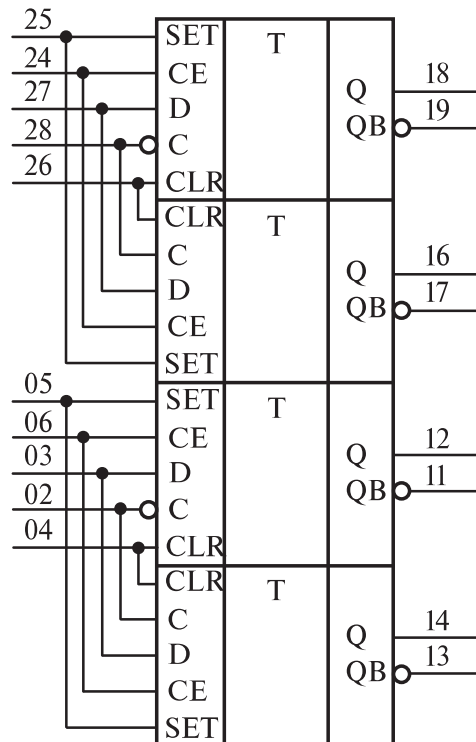 25 SET T
24 CE Q 18
27 D QB 19
28 C
26 CLR
CLR T
C Q 16
D QB 17
CE
SET
05 SET T
06 CE Q 12
03 D QB 11
02 C
04 CLR
CLR T
C Q 14
D QB 13
CE
SET